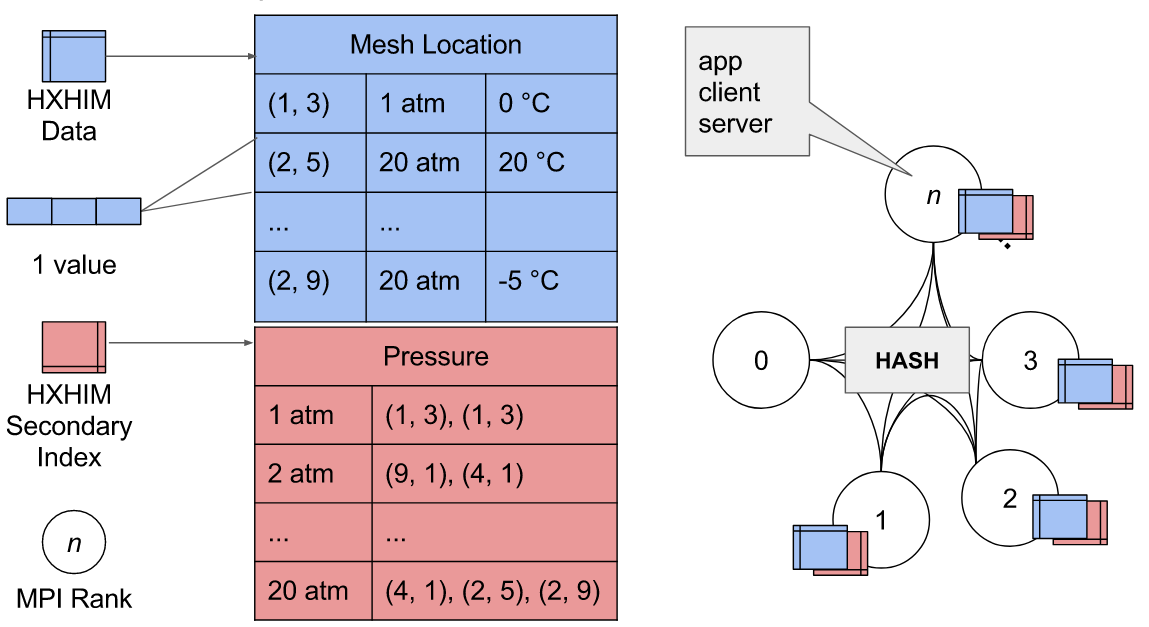 HXHIM
Data
1 value
HXHIM
Secondary
Index
n
MPI Rank
Mesh Location
(1, 3) 1 atm 0 °C
(2, 5) 20 atm 20 °C
... ...
(2, 9) 20 atm -5 °C
Pressure
1 atm (1, 3), (1, 3)
2 atm (9, 1), (4, 1)
... ...
20 atm (4, 1), (2, 5), (2, 9)
app
client
server
n
0
HASH
3
1
2